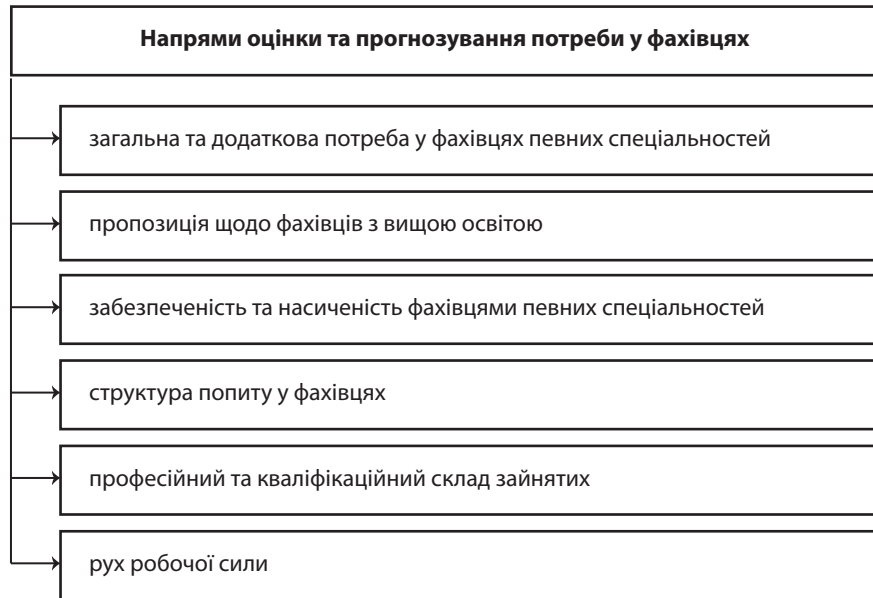 Напрями оцінки та прогнозування потреби у фахівцях
загальна та додаткова потреба у фахівцях певних спеціальностей
пропозиція щодо фахівців з вищою освітою
забезпеченість та насиченість фахівцями певних спеціальностей
структура попиту у фахівцях
професійний та кваліфікаційний склад зайнятих
рух робочої сили